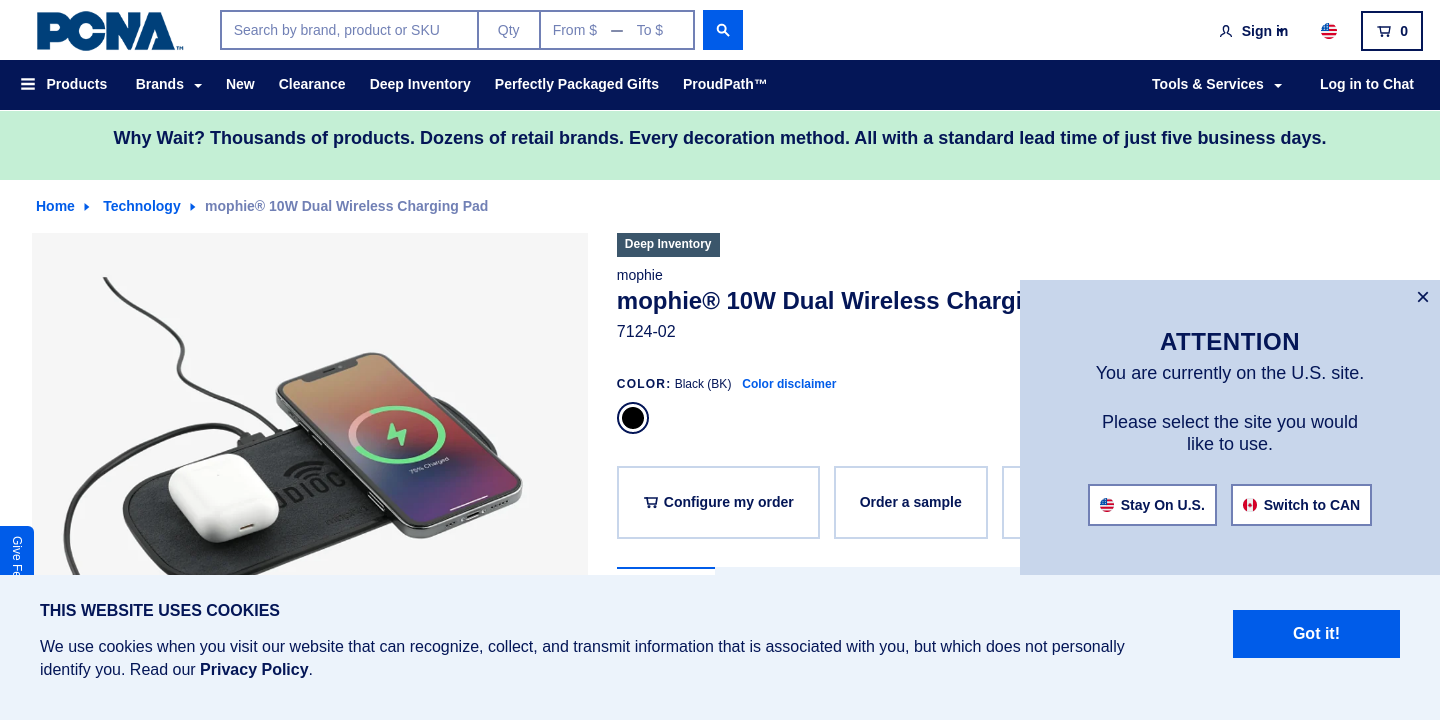 PCNA™
Search by brand, product or SKU
Qty
From $
To $
Sign in
0
Products
Brands
New
Clearance
Deep Inventory
Perfectly Packaged Gifts
ProudPath™
Tools & Services
Log in to Chat
Why Wait? Thousands of products. Dozens of retail brands. Every decoration method. All with a standard lead time of just five business days.
Home
Technology
mophie® 10W Dual Wireless Charging Pad
Deep Inventory
mophie
mophie® 10W Dual Wireless Chargi
7124-02
COLOR: Black (BK) Color disclaimer
Configure my order
Order a sample
75% Charged
ATTENTION
You are currently on the U.S. site.
Please select the site you would
like to use.
Stay On U.S.
Switch to CAN
Give Fe
THIS WEBSITE USES COOKIES
We use cookies when you visit our website that can recognize, collect, and transmit information that is associated with you, but which does not personally
identify you. Read our Privacy Policy.
Got it!